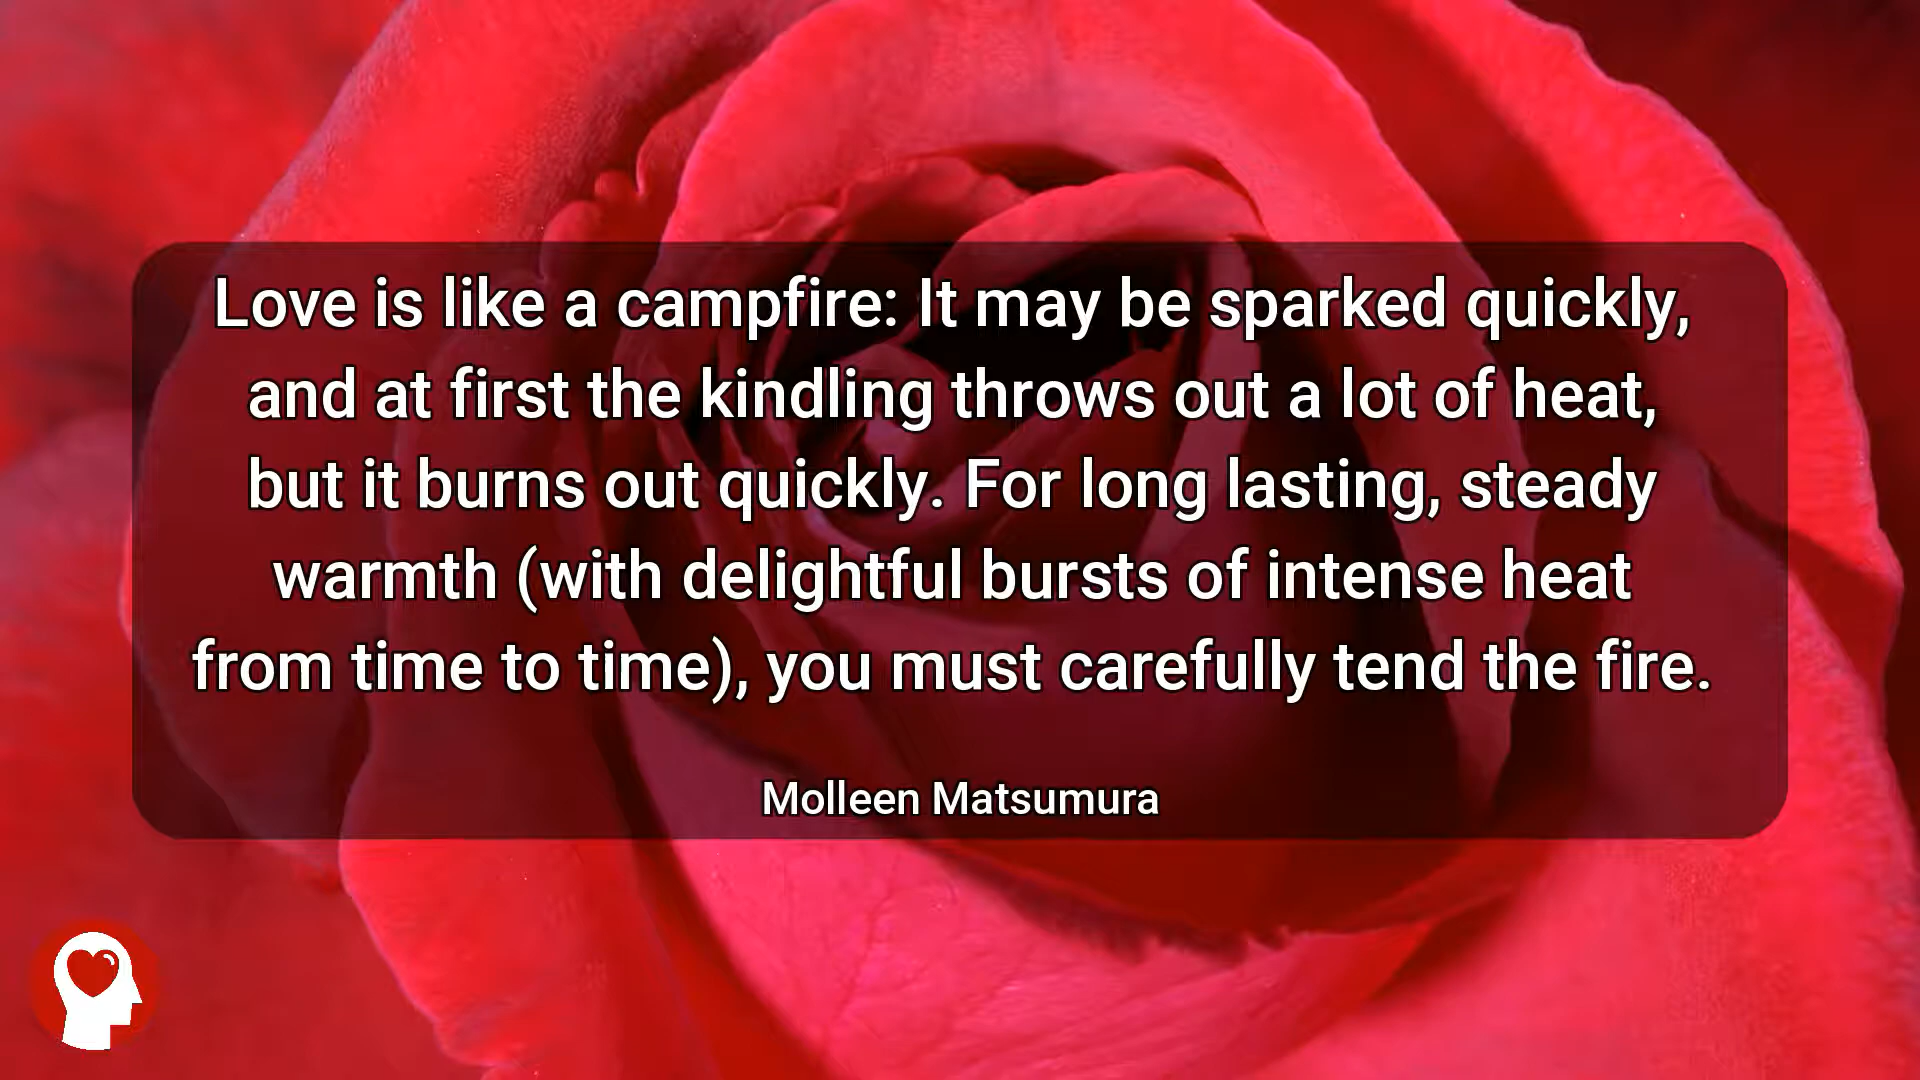 Love is like a campfire: It may be sparked quickly,
and at first the kindling throws out a lot of heat,
but it burns out quickly. For long lasting, steady
warmth (with delightful bursts of intense heat
from time to time), you must carefully tend the fire.
Molleen Matsumura